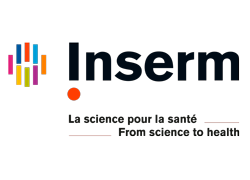 Inserm
La science pour la santé
From science to health